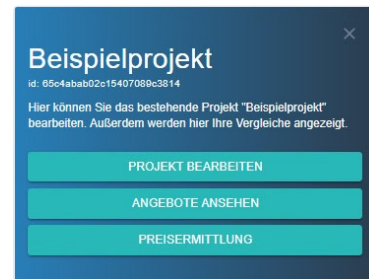 Beispielprojekt
id: 65c4abab02c15407089c3814
Hier können Sie das bestehende Projekt "Beispielprojekt"
bearbeiten. Außerdem werden hier Ihre Vergleiche angezeigt.
PROJEKT BEARBEITEN
ANGEBOTE ANSEHEN
PREISERMITTLUNG